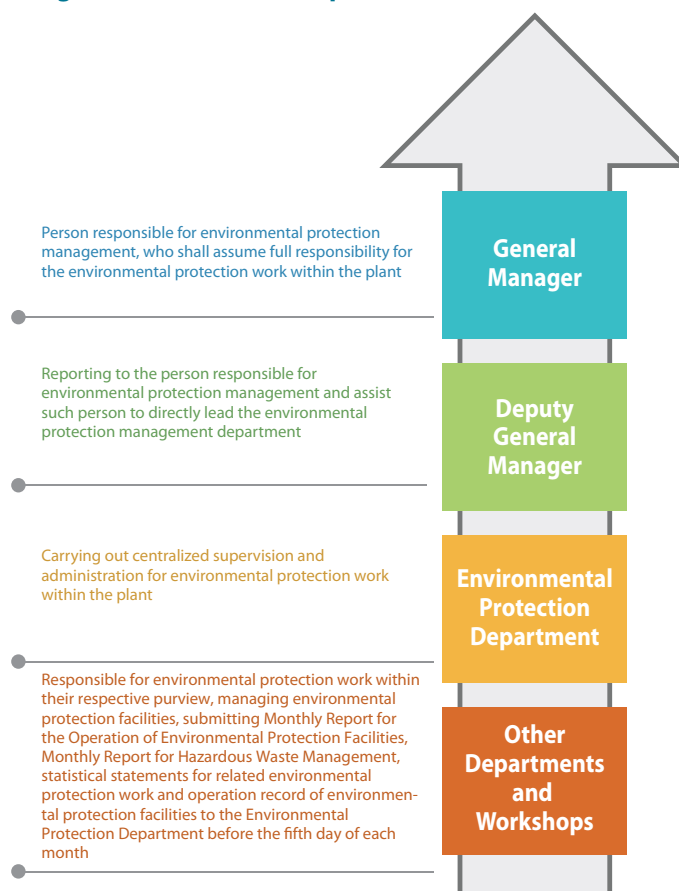 Person responsible for environmental protection
management, who shall assume full responsibility for
the environmental protection work within the plant
General
Manager
Reporting to the person responsible for
environmental protection management and assist
such person to directly lead the environmental
protection management department
Deputy
General
Manager
Carrying out centralized supervision and
administration for environmental protection work
within the plant
Environmental
Protection
Department
Responsible for environmental protection work within
their respective purview, managing environmental
protection facilities, submitting Monthly Report for
the Operation of Environmental Protection Facilities,
Monthly Report for Hazardous Waste Management,
statistical statements for related environmental
protection work and operation record of environmen-
tal protection facilities to the Environmental
Protection Department before the fifth day of each
month
Other
Departments
and
Workshops